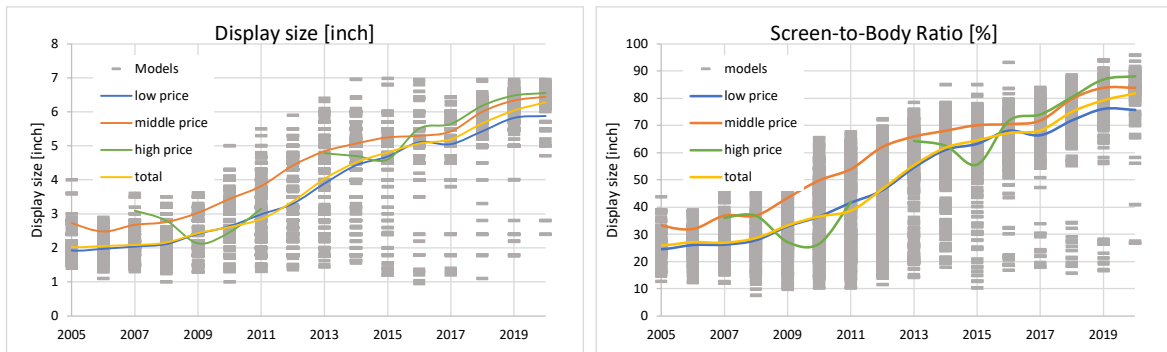 Display size [inch]
8
7
6
5
4
3
2
1
0
Display size [inch]
Models
low price
middle price
high price
total
2005 2007 2009 2011 2013 2015 2017 2019
Screen-to-Body Ratio [%]
100
90
80
70
60
50
40
30
20
10
0
Display size [inch]
models
low price
middle price
high price
total
2005 2007 2009 2011 2013 2015 2017 2019